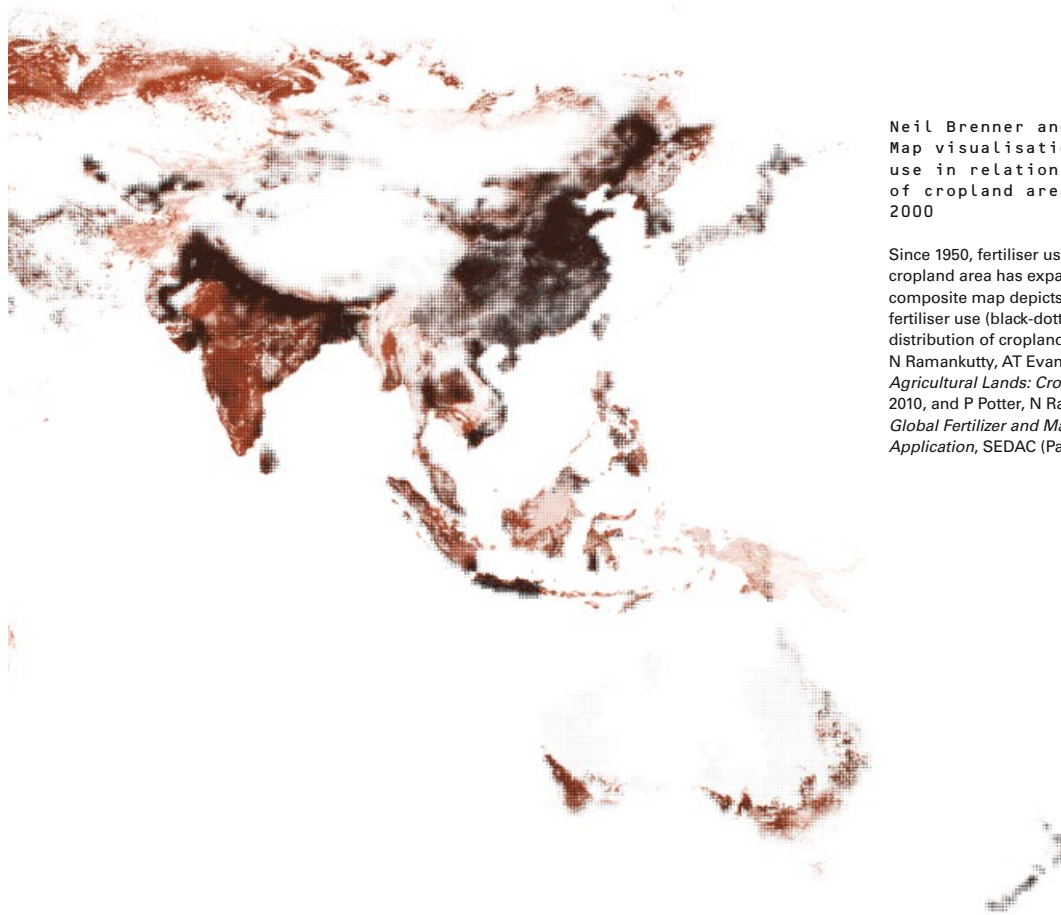 Neil Brenner an
Map visualisati
use in relation
of cropland are
2000
Since 1950, fertiliser us
cropland area has expa
composite map depicts
fertiliser use (black-dott
distribution of cropland
N Ramankutty, AT Evan
Agricultural Lands: Cro
2010, and P Potter, N Ra
Global Fertilizer and Ma
Application, SEDAC (Pa